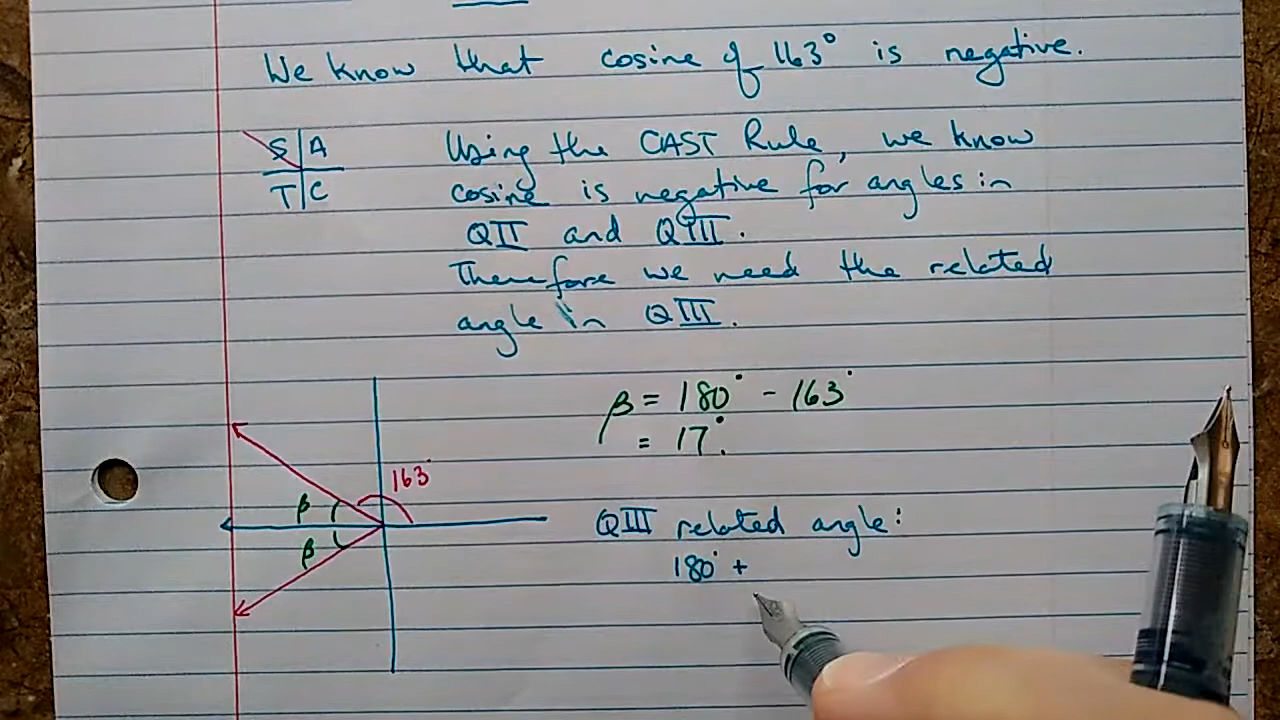 We know that cosine of 163° is negative.
S A
T C
Using the CAST Rule, we know
cosine is negative for angles in
QII and QIII.
Therefore we need the related
angle in QIII.
β = 180° - 163°
= 17°.
163°
β
β
QIII related angle:
180° +